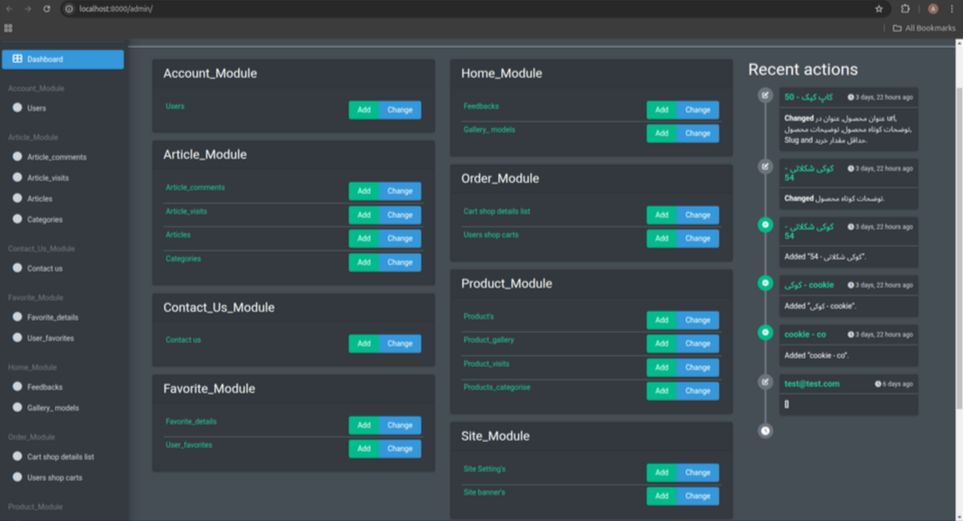 localhost:8000/admin/
A
All Bookmarks
Dashboard
Account_Module
Users
Article_Module
Article_comments
Article_visits
Articles
Categories
Contact_Us_Module
Contact us
Favorite_Module
Favorite_details
User_favorites
Home_Module
Feedbacks
Gallery_ models
Order_Module
Cart shop details list
Users shop carts
Product_Module
Account_Module
Users Add Change
Article_Module
Article_comments Add Change
Article_visits Add Change
Articles Add Change
Categories Add Change
Contact_Us_Module
Contact us Add Change
Favorite_Module
Favorite_details Add Change
User_favorites Add Change
Home_Module
Feedbacks Add Change
Gallery_ models Add Change
Order_Module
Cart shop details list Add Change
Users shop carts Add Change
Product_Module
Product's Add Change
Product_gallery Add Change
Product_visits Add Change
Products_categorise Add Change
Site_Module
Site Setting's Add Change
Site banner's Add Change
Recent actions
کاپ کیک - 50 3 days, 22 hours ago
Changed عنوان محصول, عنوان در url,
توضحات کوتاه محصول, توضیحات محصول,
Slug and حداقل مقدار خرید.
کوکی شکلاتی -
54 3 days, 22 hours ago
Changed توضحات کوتاه محصول.
کوکی شکلاتی -
54 3 days, 22 hours ago
Added “کوکی شکلاتی - 54”.
کوکی - cookie 3 days, 22 hours ago
Added “کوکی - cookie”.
cookie - co 3 days, 22 hours ago
Added “cookie - co”.
test@test.com 6 days ago
[]